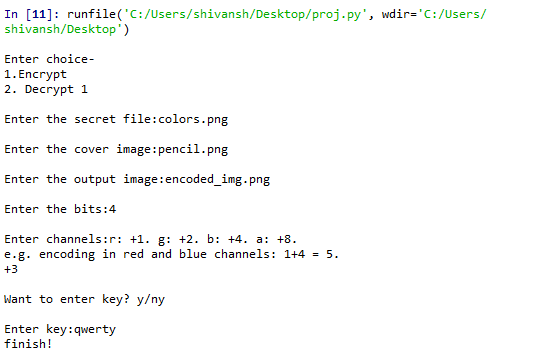 In [11]: runfile('C:/Users/shivansh/Desktop/proj.py', wdir='C:/Users/
shivansh/Desktop')
Enter choice-
1.Encrypt
2. Decrypt 1
Enter the secret file:colors.png
Enter the cover image:pencil.png
Enter the output image:encoded_img.png
Enter the bits:4
Enter channels:r: +1. g: +2. b: +4. a: +8.
e.g. encoding in red and blue channels: 1+4 = 5.
+3
Want to enter key? y/ny
Enter key:qwerty
finish!